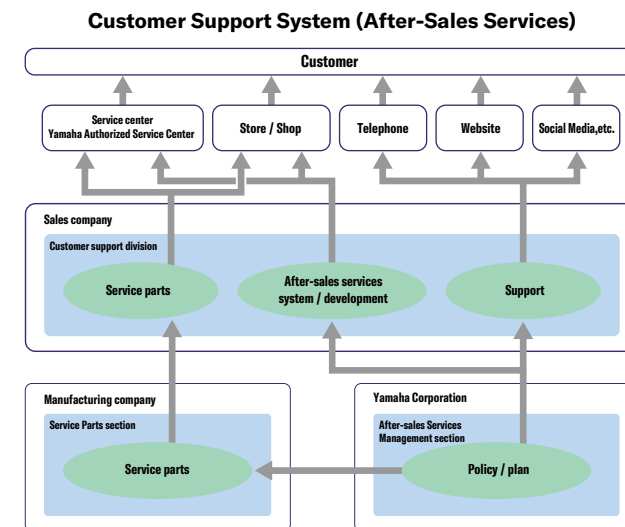 Customer Support System (After-Sales Services)
Customer
Service center
Yamaha Authorized Service Center
Store / Shop
Telephone
Website
Social Media,etc.
Sales company
Customer support division
Service parts
After-sales services
system / development
Support
Manufacturing company
Service Parts section
Service parts
Yamaha Corporation
After-sales Services
Management section
Policy / plan